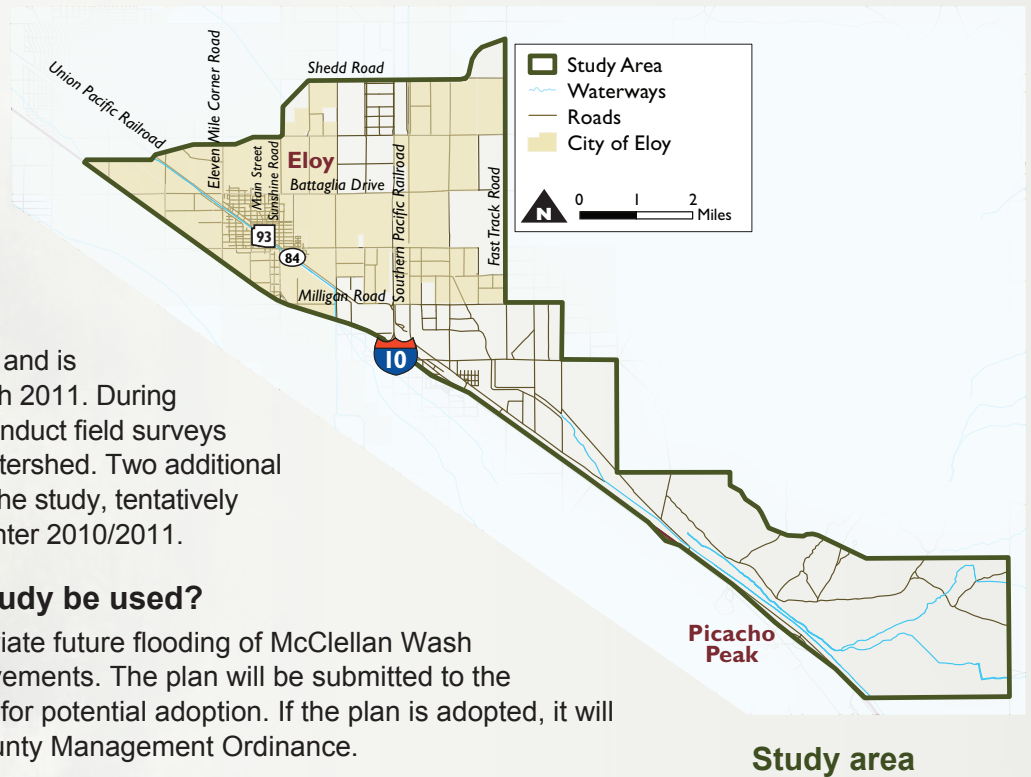 Shedd Road
Union Pacific Railroad
Eleven Mile Corner Road
Main Street
Sunshine Road
Eloy
Battaglia Drive
Southern Pacific Railroad
Fast Track Road
93
84
Milligan Road
10
Study Area
Waterways
Roads
City of Eloy
N
0 1 2
Miles
and is
h 2011. During
nduct field surveys
tershed. Two additional
he study, tentatively
nter 2010/2011.
tudy be used?
riate future flooding of McClellan Wash
vements. The plan will be submitted to the
for potential adoption. If the plan is adopted, it will
unty Management Ordinance.
Picacho
Peak
Study area